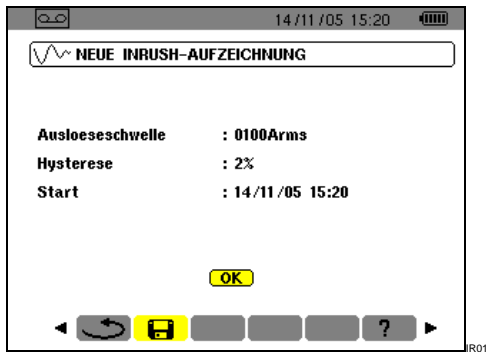 14/11/05 15:20
NEUE INRUSH-AUFZEICHNUNG
Ausloeseschwelle : 0100Arms
Hysterese : 2%
Start : 14/11/05 15:20
OK
?
IR01